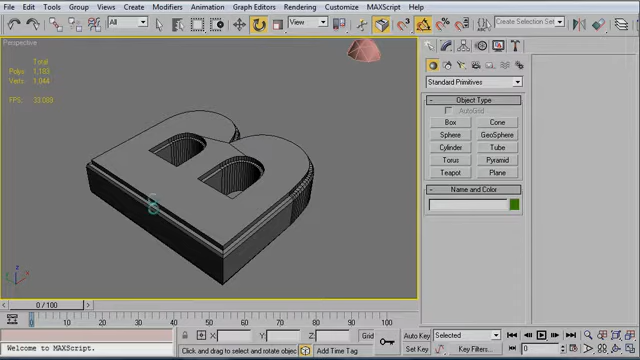 File Edit Tools Group Views Create Modifiers Animation Graph Editors Rendering Customize MAXScript Help
All View Create Selection Set
Perspective
Total
Polys: 1,183
Verts: 1,044
FPS: 33.080
Standard Primitives
- Object Type
AutoGrid
Box Cone
Sphere GeoSphere
Cylinder Tube
Torus Pyramid
Teapot Plane
- Name and Color
z
x
y
< 0 / 100 >
0 10 20 30 40 50 60 70 80 90 100
X: Y: Grid Auto Key Selected
Welcome to MAXScript. Click and drag to select and rotate objec Add Time Tag Set Key Key Filters... 0